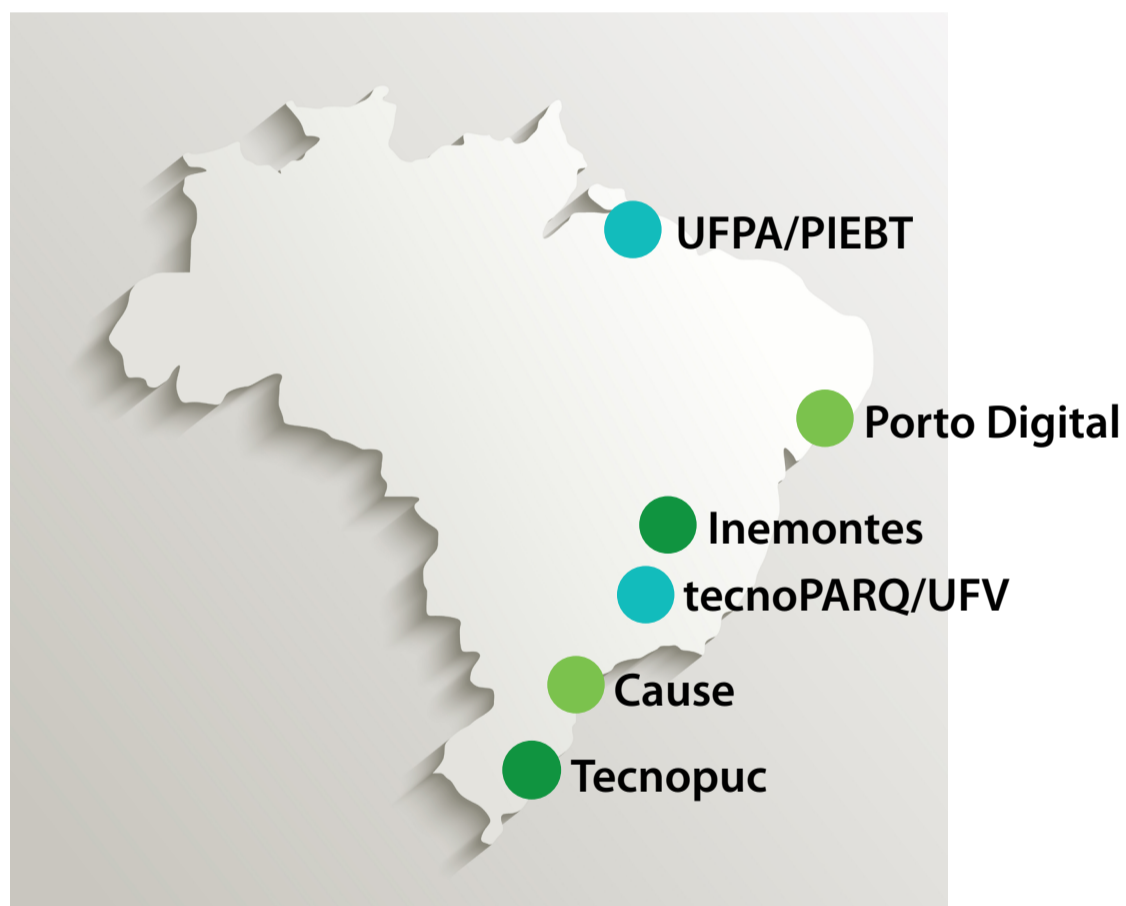 UFPA/PIEBT
Porto Digital
Inemontes
tecnoPARQ/UFV
Cause
Tecnopuc